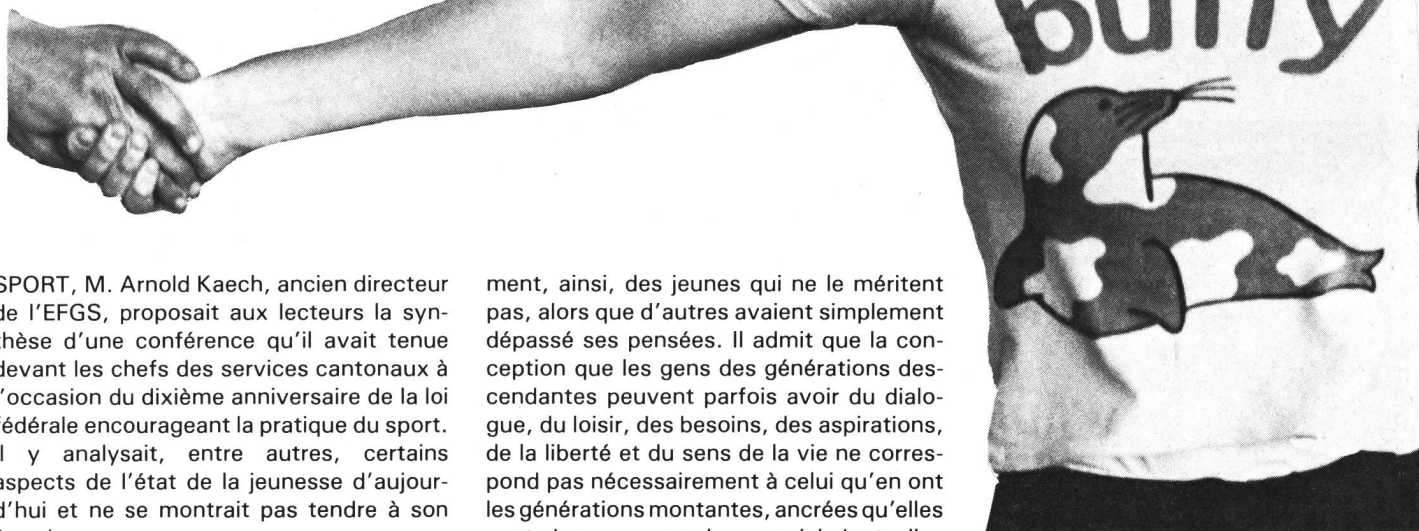 buffy
SPORT, M. Arnold Kaech, ancien directeur
de l'EFGS, proposait aux lecteurs la syn-
thèse d'une conférence qu'il avait tenue
devant les chefs des services cantonaux à
l'occasion du dixième anniversaire de la loi
fédérale encourageant la pratique du sport.
Il y analysait, entre autres, certains
aspects de l'état de la jeunesse d'aujour-
d'hui et ne se montrait pas tendre à son
ment, ainsi, des jeunes qui ne le méritent
pas, alors que d'autres avaient simplement
dépassé ses pensées. Il admit que la con-
ception que les gens des générations des-
cendantes peuvent parfois avoir du dialo-
gue, du loisir, des besoins, des aspirations,
de la liberté et du sens de la vie ne corres-
pond pas nécessairement à celui qu'en ont
les générations montantes, ancrées qu'elles